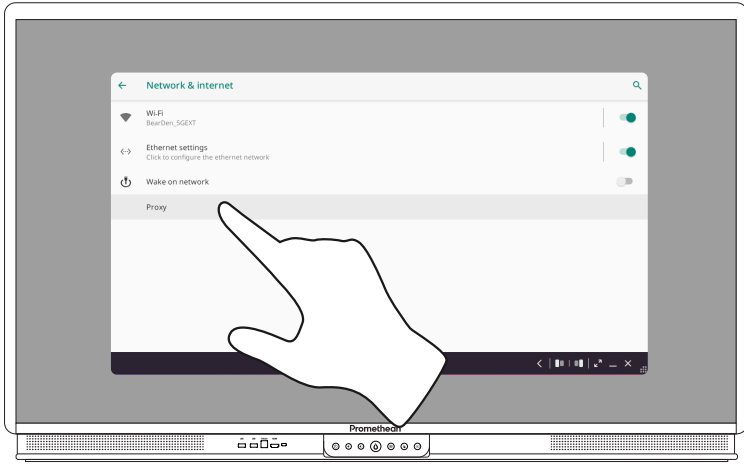 Network & internet
Wi-Fi
BearDen_5GEXT
Ethernet settings
Click to configure the ethernet network
Wake on network
Proxy
Promethean